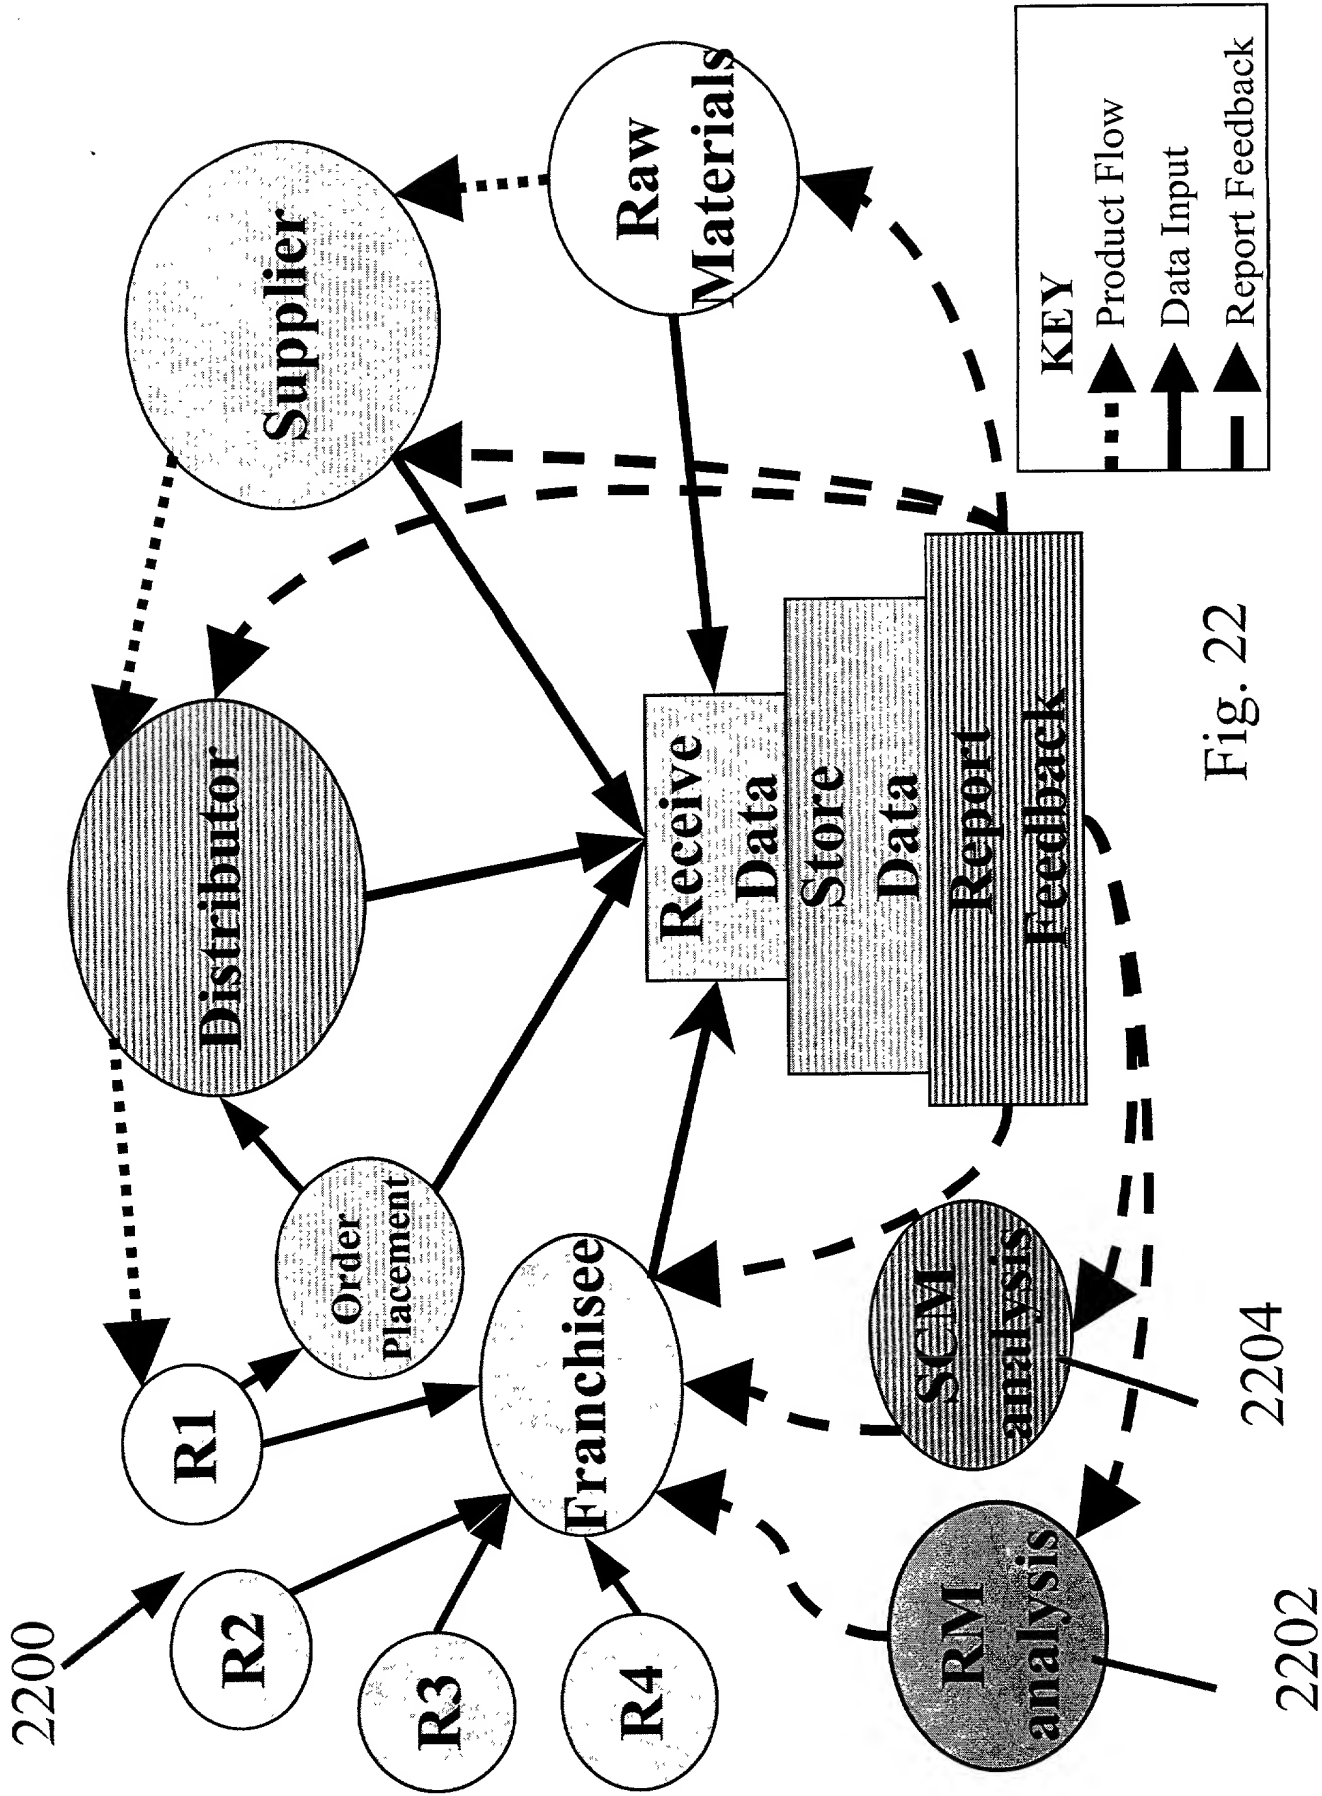 2200
R1
R2
R3
R4
Order
Placement
Distributor
Supplier
Franchisee
Raw
Materials
Receive
Data
Store
Data
Report
Feedback
RM
analysis
SCM
analysis
2202
2204
KEY
Product Flow
Data Input
Report Feedback
Fig. 22